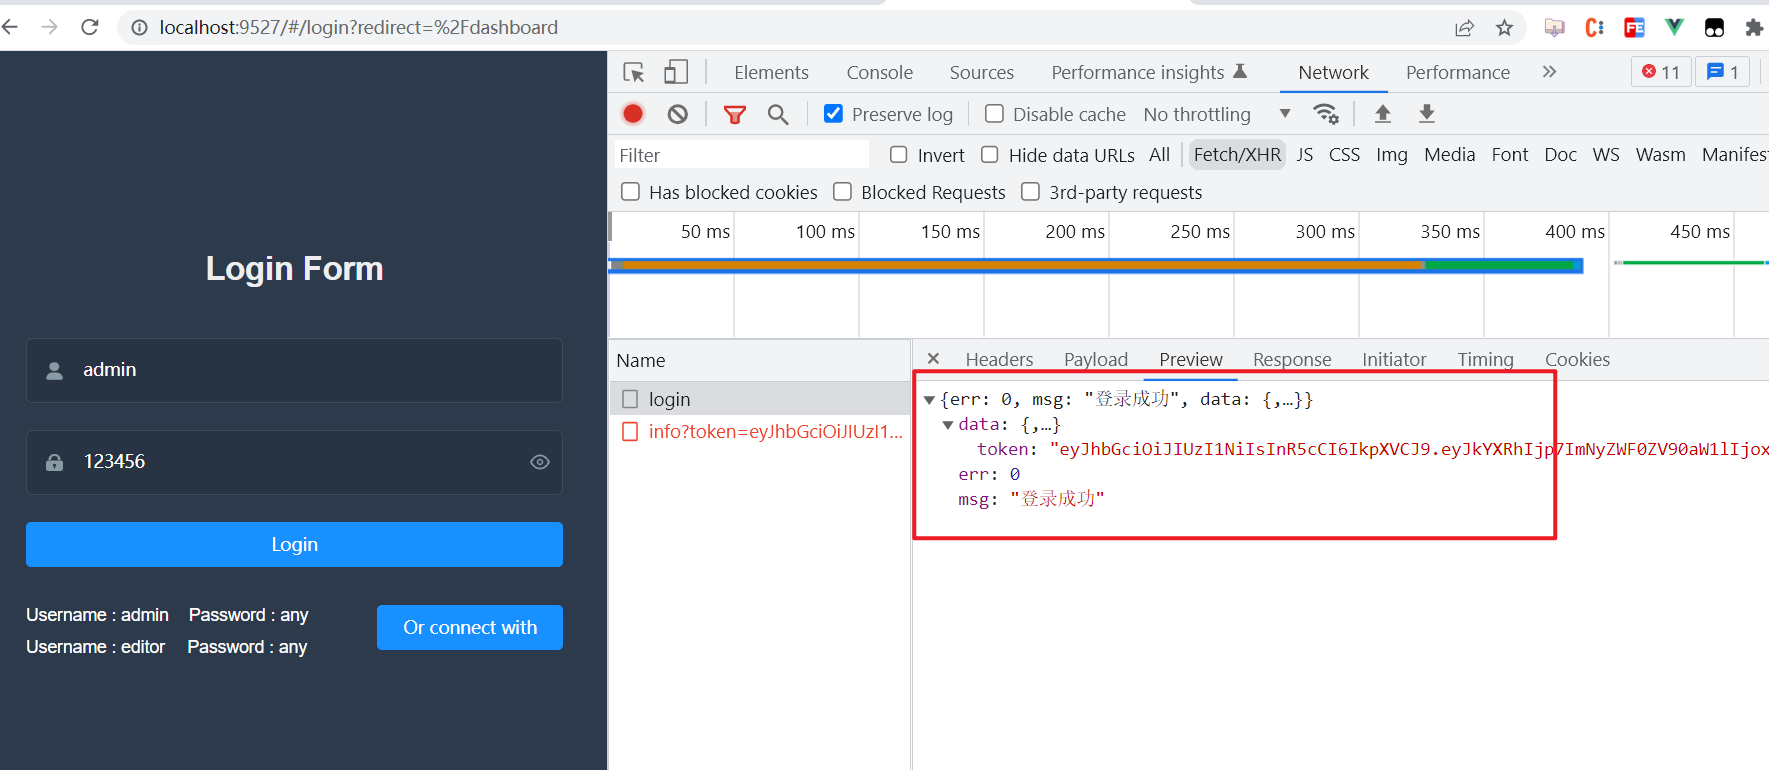 localhost:9527/#/login?redirect=%2Fdashboard
Login Form
admin
123456
Login
Username : admin Password : any
Username : editor Password : any
Or connect with
Elements Console Sources Performance insights Network Performance 11 1
Preserve log Disable cache No throttling
Filter Invert Hide data URLs All Fetch/XHR JS CSS Img Media Font Doc WS Wasm Manifest
Has blocked cookies Blocked Requests 3rd-party requests
50 ms 100 ms 150 ms 200 ms 250 ms 300 ms 350 ms 400 ms 450 ms
Name
login
info?token=eyJhbGciOiJIUzI1...
Headers Payload Preview Response Initiator Timing Cookies
{err: 0, msg: "登录成功", data: {,…}}
data: {,…}
token: "eyJhbGciOiJIUzI1NiIsInR5cCI6IkpXVCJ9.eyJkYXRhIjp7ImNyZWF0ZV90aW1lIjox
err: 0
msg: "登录成功"